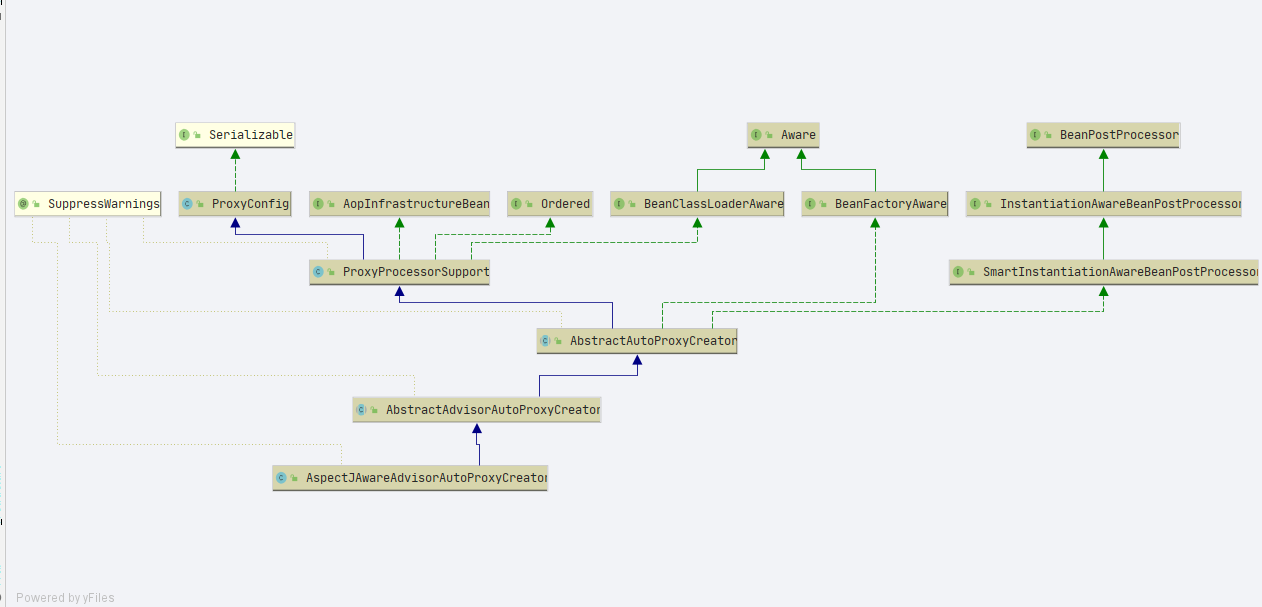 Serializable
Aware
BeanPostProcessor
SuppressWarnings
ProxyConfig
AopInfrastructureBean
Ordered
BeanClassLoaderAware
BeanFactoryAware
InstantiationAwareBeanPostProcessor
ProxyProcessorSupport
SmartInstantiationAwareBeanPostProcessor
AbstractAutoProxyCreator
AbstractAdvisorAutoProxyCreator
AspectJAwareAdvisorAutoProxyCreator
Powered by yFiles